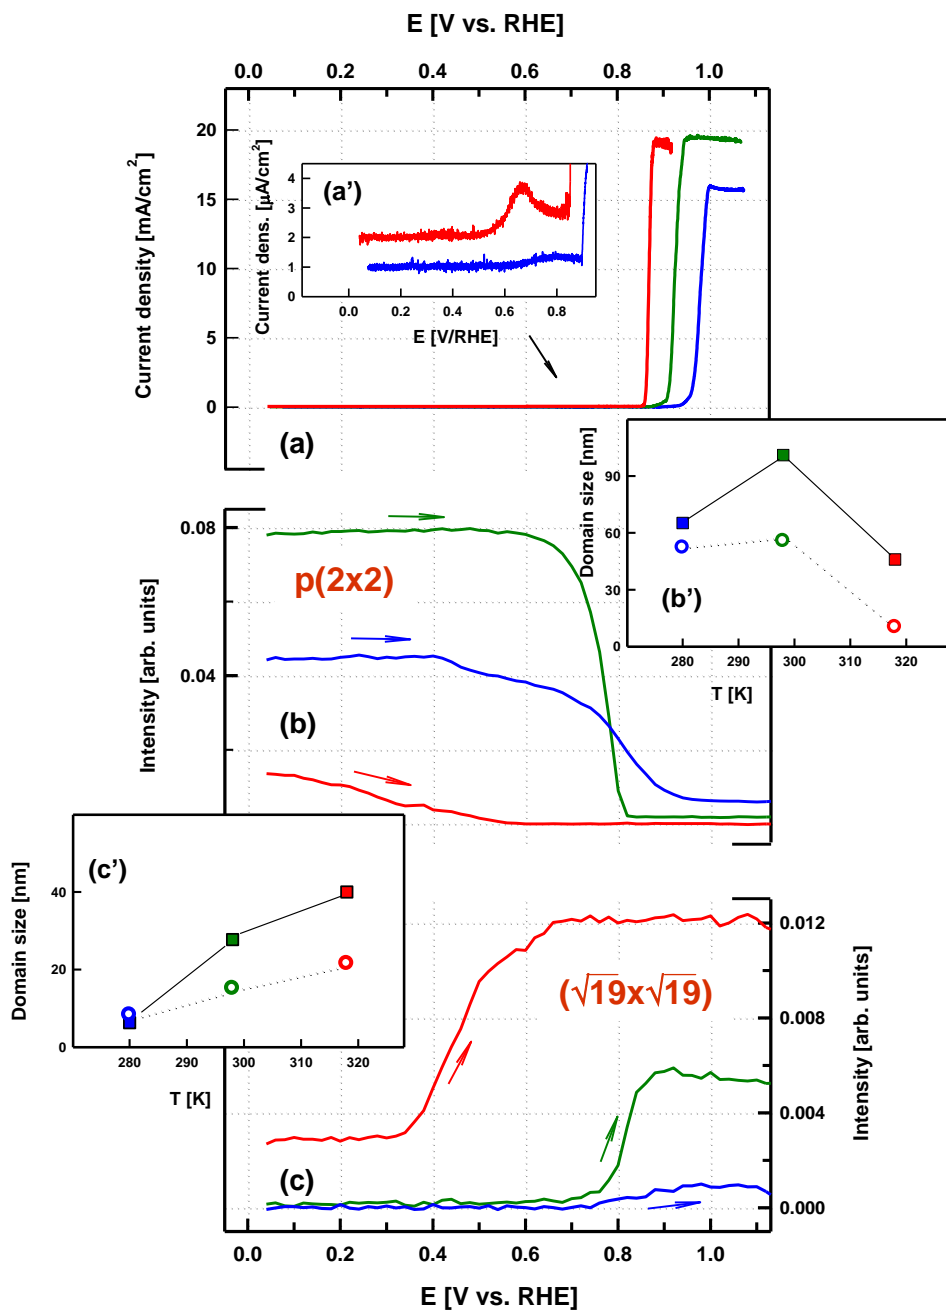 E [V vs. RHE]
0.0 0.2 0.4 0.6 0.8 1.0
Current density [mA/cm²]
20
15
10
5
0
(a)
Current dens. [µA/cm²]
4
3
2
1
0
(a’)
0.0 0.2 0.4 0.6 0.8
E [V/RHE]
Domain size [nm]
90
60
30
0
(b’)
280 290 300 310 320
T [K]
Intensity [arb. units]
0.08
0.04
p(2x2)
(b)
Domain size [nm]
40
20
0
(c’)
280 290 300 310 320
T [K]
(√19x√19)
(c)
0.012
0.008
0.004
0.000
Intensity [arb. units]
0.0 0.2 0.4 0.6 0.8 1.0
E [V vs. RHE]